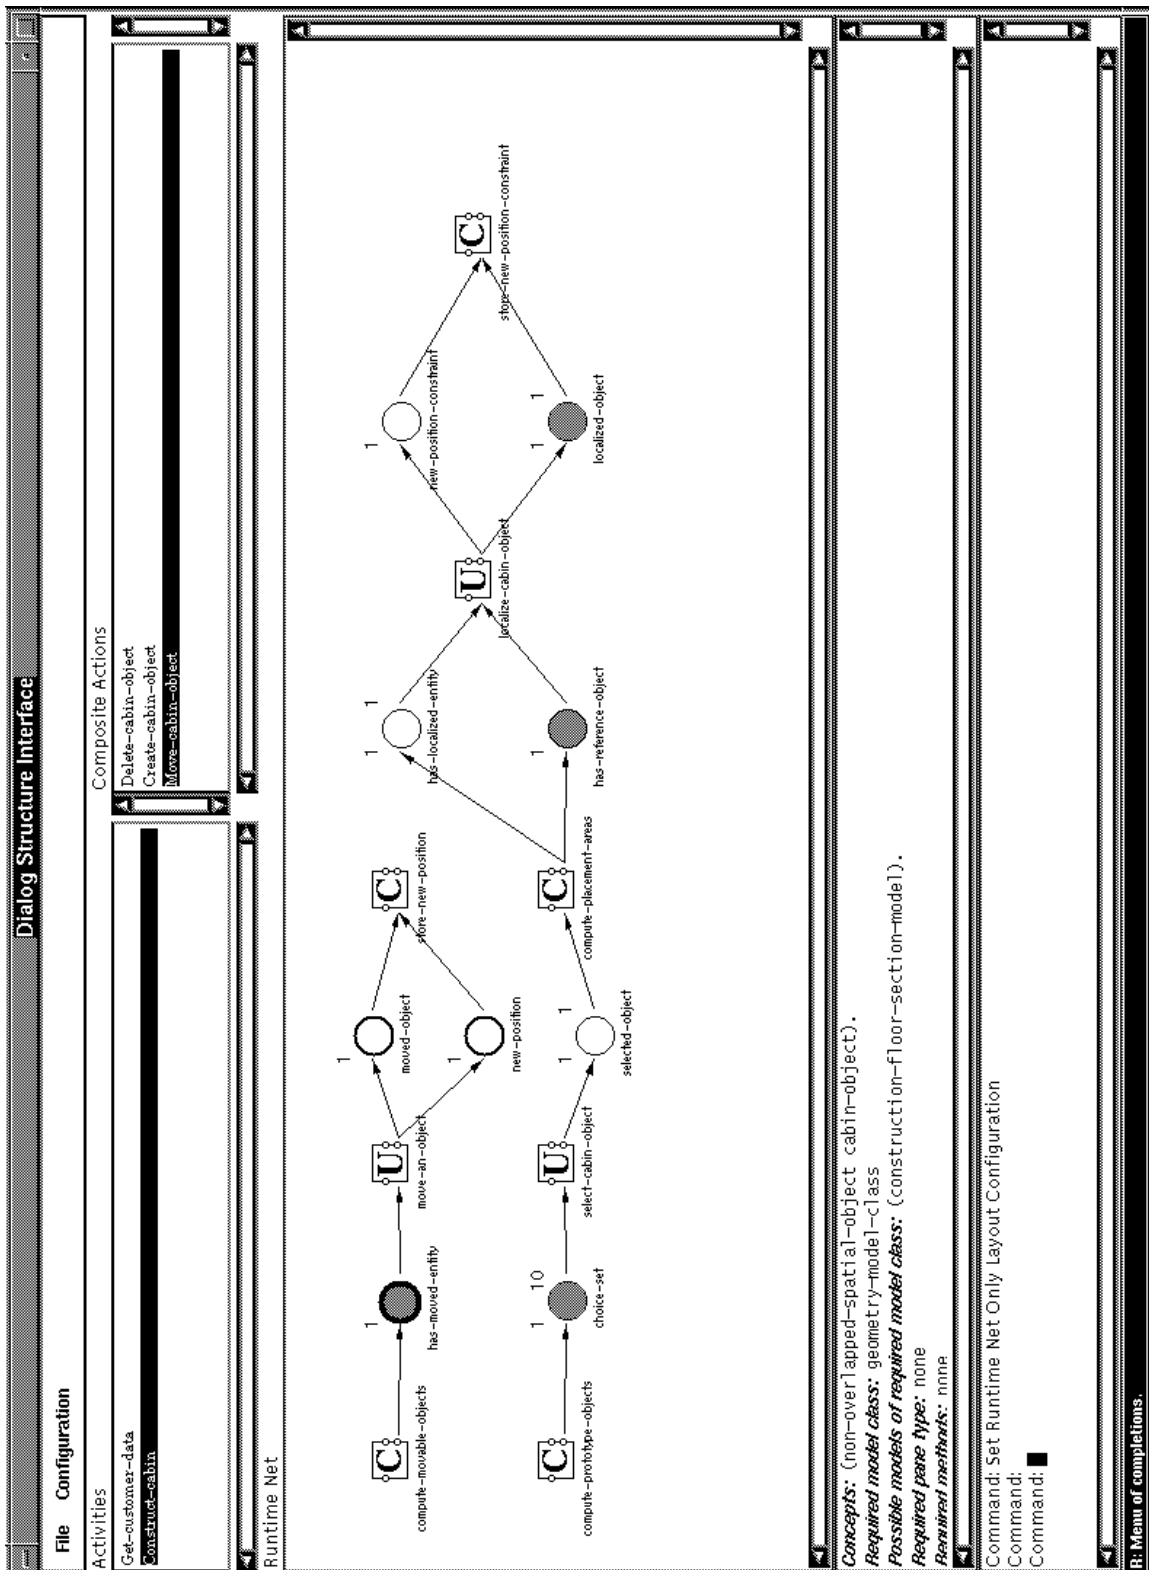 Dialog Structure Interface
File Configuration
Activities
Get-customer-data
Construct-cabin
Composite Actions
Delete-cabin-object
Create-cabin-object
Move-cabin-object
Runtime Net
C
compute-movable-objects
1
has-moved-entity
U
move-an-object
1
moved-object
1
new-position
C
store-new-position
C
compute-prototype-objects
1 10
choice-set
U
select-cabin-object
1 1
selected-object
C
compute-placement-areas
1 1
has-localized-entity
1
has-reference-object
U
localize-cabin-object
1
new-position-constraint
1 1
localized-object
C
store-new-position-constraint
Concepts: (non-overlapped-spatial-object cabin-object).
Required model class: geometry-model-class
Possible models of required model class: (construction-floor-section-model).
Required pane type: none
Required methods: none
Command: Set Runtime Net Only Layout Configuration
Command:
Command:
R: Menu of completions.